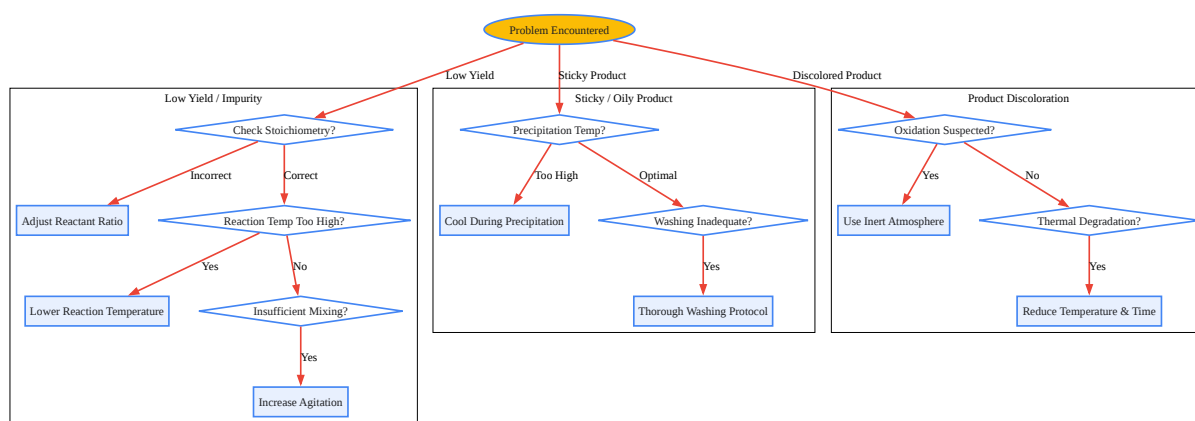 Problem Encountered
Low Yield
Sticky Product
Discolored Product
Low Yield / Impurity
Sticky / Oily Product
Product Discoloration
Check Stoichiometry?
Precipitation Temp?
Oxidation Suspected?
Incorrect
Correct
Too High
Optimal
Yes
No
Adjust Reactant Ratio
Reaction Temp Too High?
Cool During Precipitation
Washing Inadequate?
Use Inert Atmosphere
Thermal Degradation?
Yes
No
Yes
Yes
Lower Reaction Temperature
Insufficient Mixing?
Thorough Washing Protocol
Reduce Temperature & Time
Yes
Increase Agitation